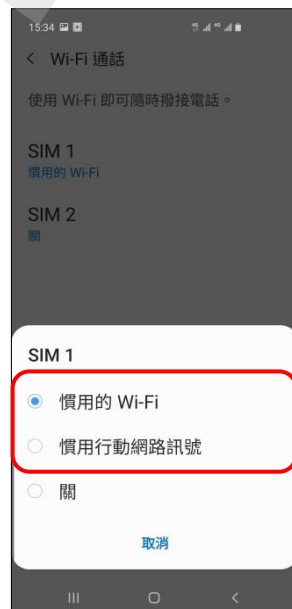 15:34
Wi-Fi 通話
使用 Wi-Fi 即可隨時撥接電話。
SIM 1
慣用的 Wi-Fi
SIM 2
關
SIM 1
慣用的 Wi-Fi
慣用行動網路訊號
關
取消